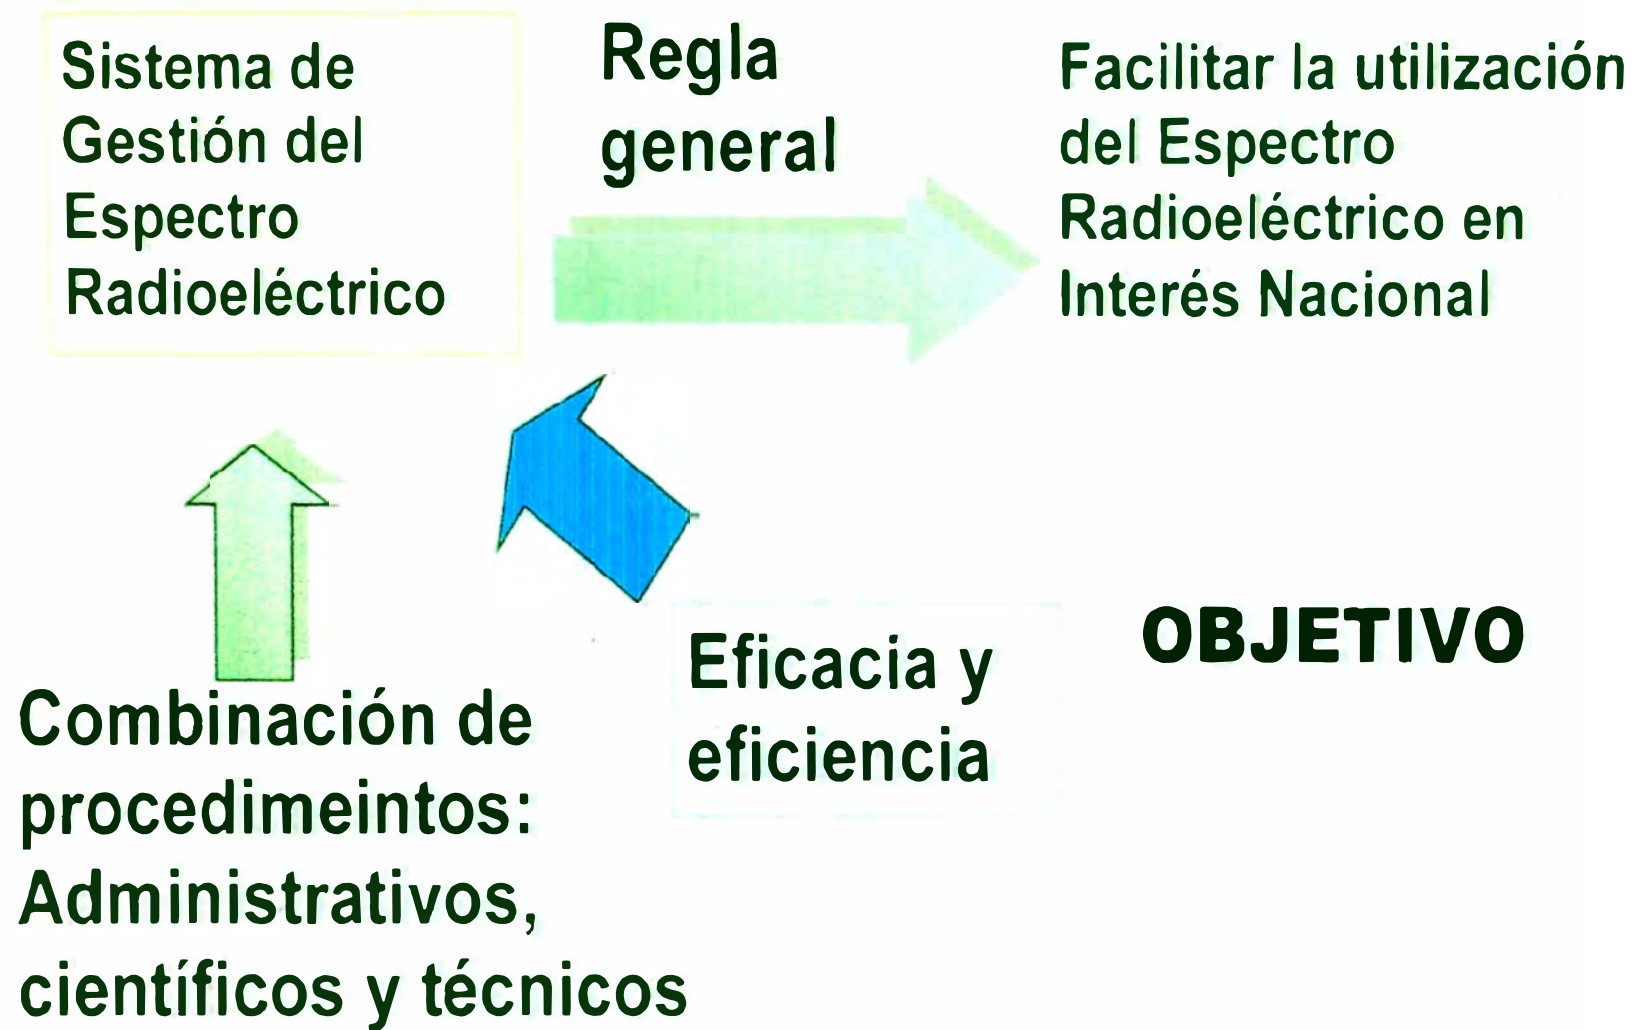 Sistema de
Gestión del
Espectro
Radioeléctrico
Regla
general
Facilitar la utilización
del Espectro
Radioeléctrico en
Interés Nacional
Eficacia y
eficiencia
OBJETIVO
Combinación de
procedimeintos:
Administrativos,
científicos y técnicos